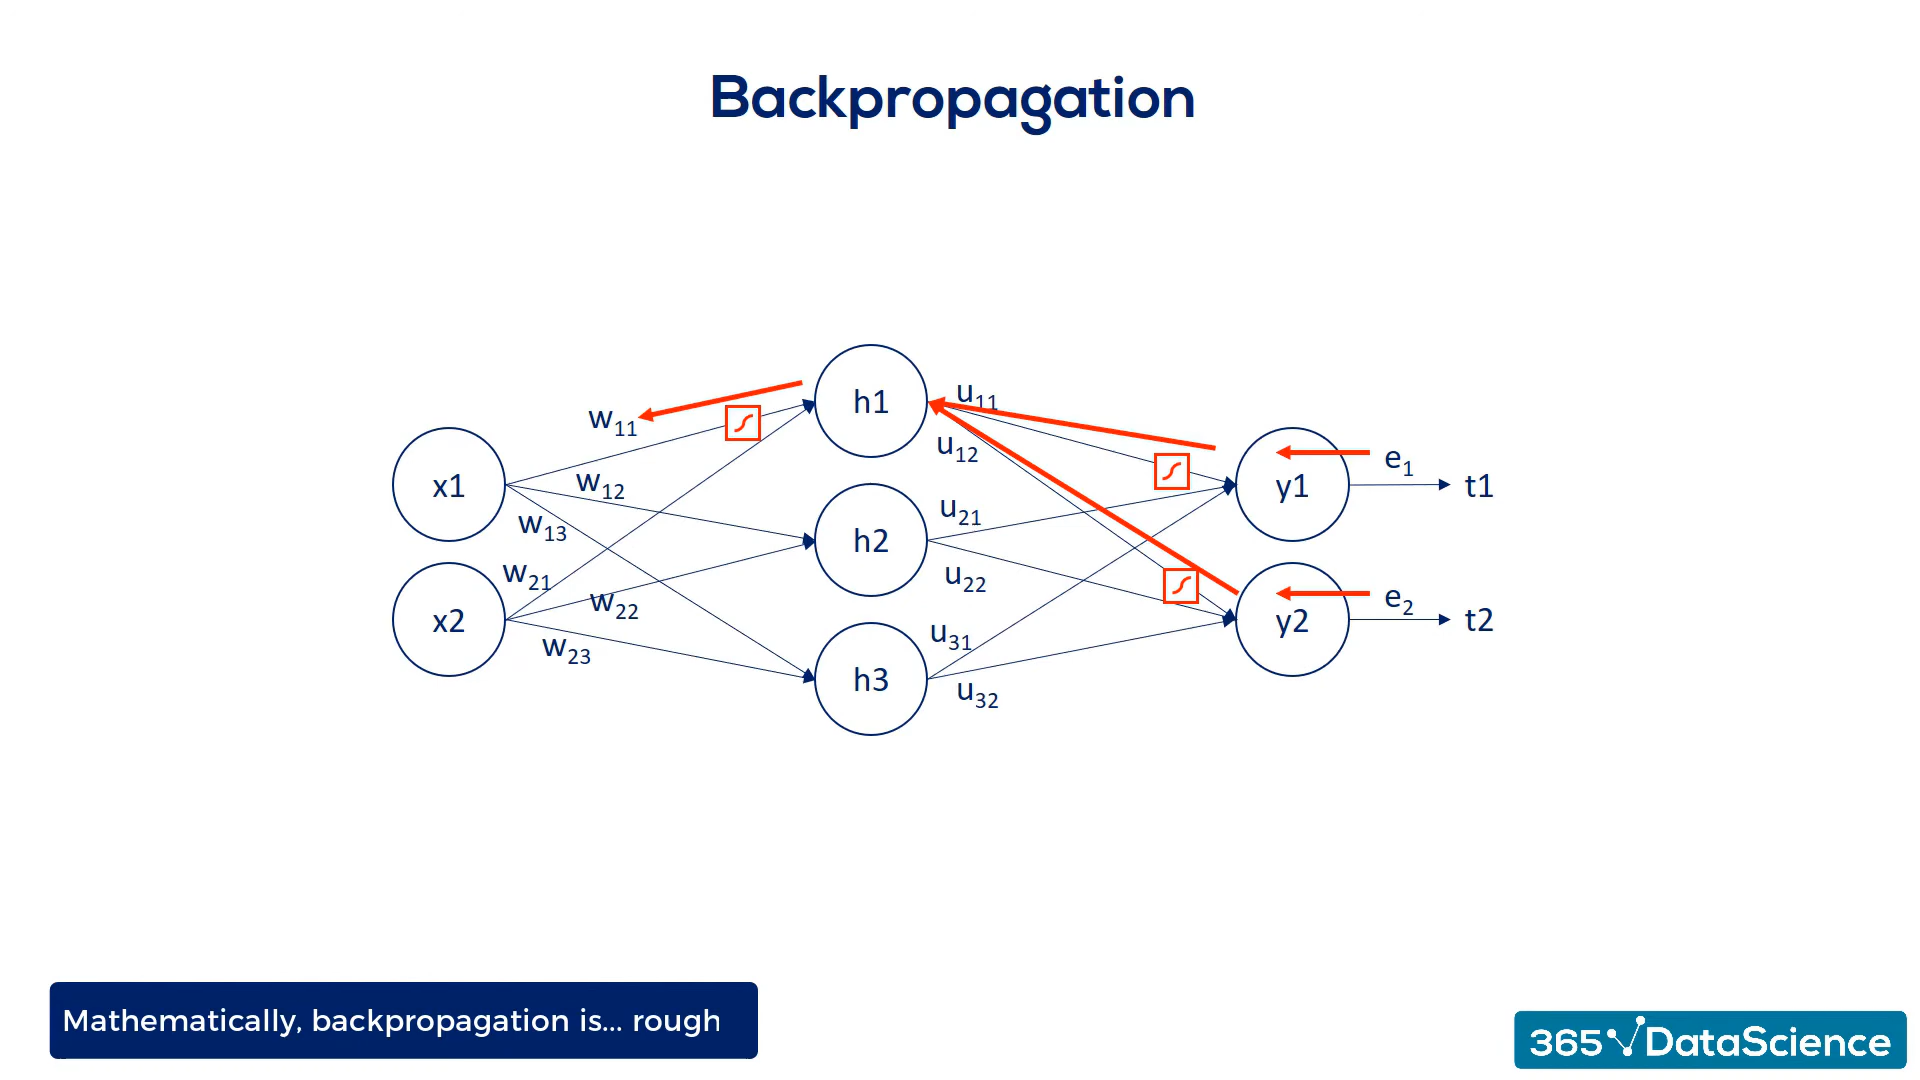 Backpropagation
w11
w12
w13
w21
w22
w23
x1
x2
h1
h2
h3
u11
u12
u21
u22
u31
u32
y1
y2
e1
t1
e2
t2
Mathematically, backpropagation is... rough
365 DataScience